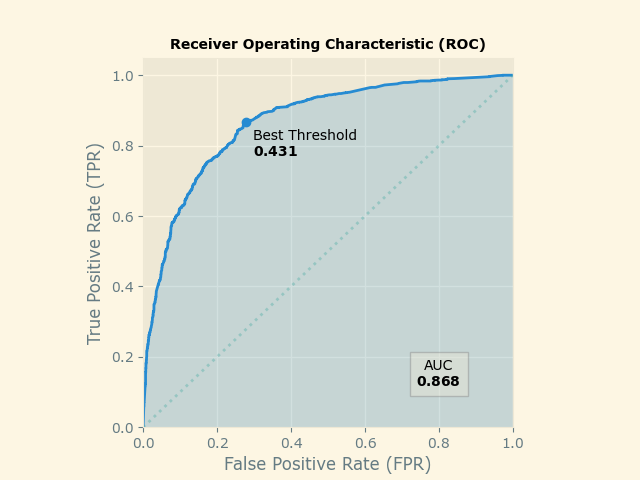 Receiver Operating Characteristic (ROC)
True Positive Rate (TPR)
1.0
0.8
0.6
0.4
0.2
0.0
Best Threshold
0.431
AUC
0.868
0.0 0.2 0.4 0.6 0.8 1.0
False Positive Rate (FPR)